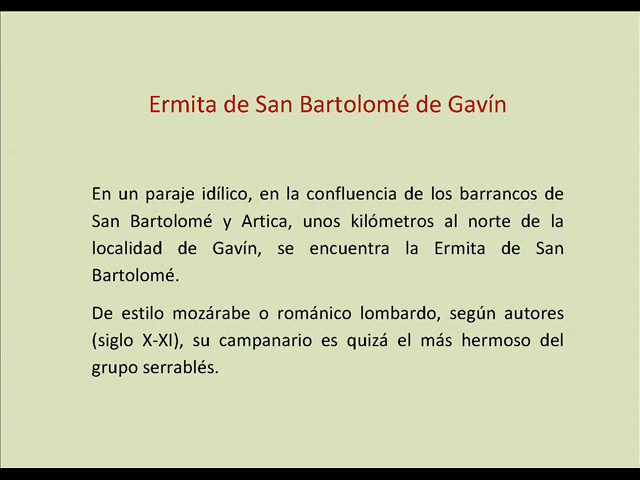 Ermita de San Bartolomé de Gavín
En un paraje idílico, en la confluencia de los barrancos de
San Bartolomé y Artica, unos kilómetros al norte de la
localidad de Gavín, se encuentra la Ermita de San
Bartolomé.
De estilo mozárabe o románico lombardo, según autores
(siglo X-XI), su campanario es quizá el más hermoso del
grupo serrablés.